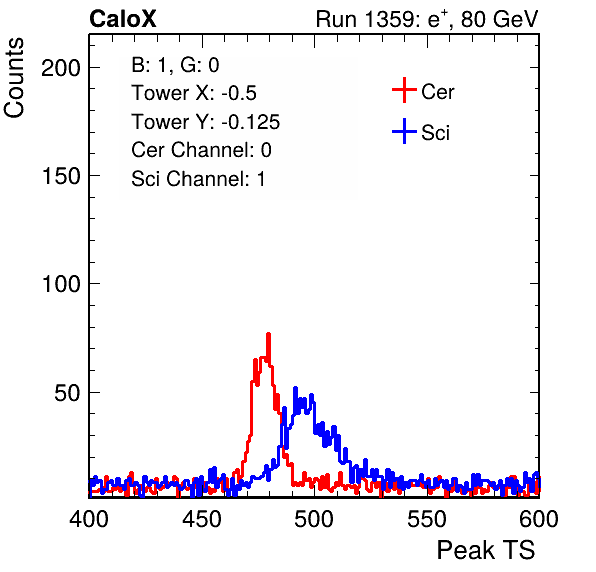 CaloX Run 1359: e⁺, 80 GeV
Counts
B: 1, G: 0
Tower X: -0.5
Tower Y: -0.125
Cer Channel: 0
Sci Channel: 1
Cer
Sci
200
150
100
50
400 450 500 550 600
Peak TS